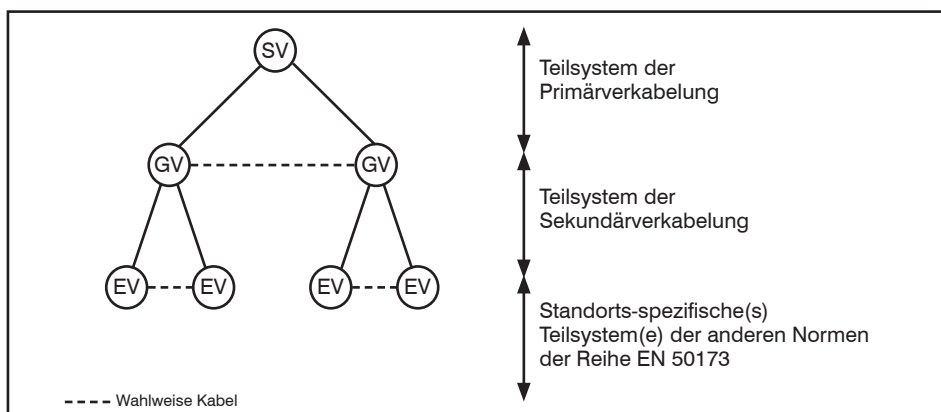 SV
Teilsystem der
Primärverkabelung
GV
GV
Teilsystem der
Sekundärverkabelung
EV
EV
EV
EV
Standorts-spezifische(s)
Teilsystem(e) der anderen Normen
der Reihe EN 50173
Wahlweise Kabel